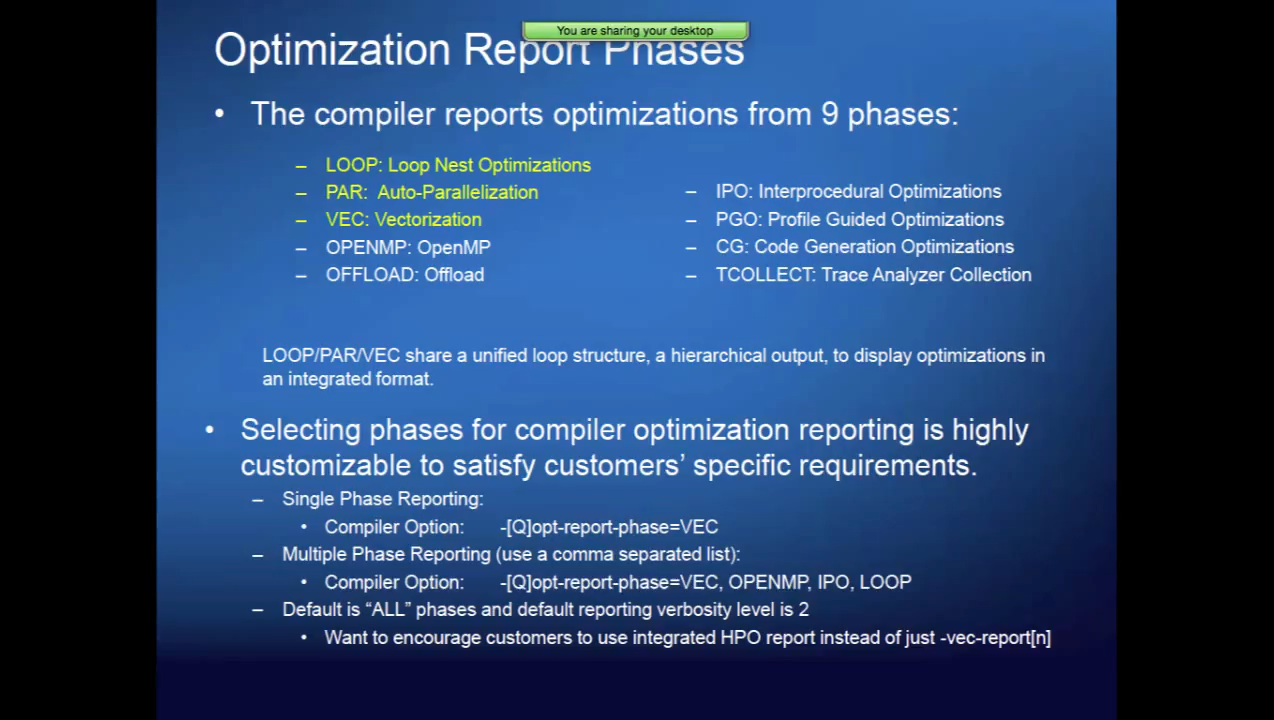 You are sharing your desktop
Optimization Report Phases
• The compiler reports optimizations from 9 phases:
– LOOP: Loop Nest Optimizations
– PAR: Auto-Parallelization
– VEC: Vectorization
– OPENMP: OpenMP
– OFFLOAD: Offload
– IPO: Interprocedural Optimizations
– PGO: Profile Guided Optimizations
– CG: Code Generation Optimizations
– TCOLLECT: Trace Analyzer Collection
LOOP/PAR/VEC share a unified loop structure, a hierarchical output, to display optimizations in
an integrated format.
• Selecting phases for compiler optimization reporting is highly
customizable to satisfy customers’ specific requirements.
– Single Phase Reporting:
• Compiler Option: -[Q]opt-report-phase=VEC
– Multiple Phase Reporting (use a comma separated list):
• Compiler Option: -[Q]opt-report-phase=VEC, OPENMP, IPO, LOOP
– Default is “ALL” phases and default reporting verbosity level is 2
• Want to encourage customers to use integrated HPO report instead of just -vec-report[n]